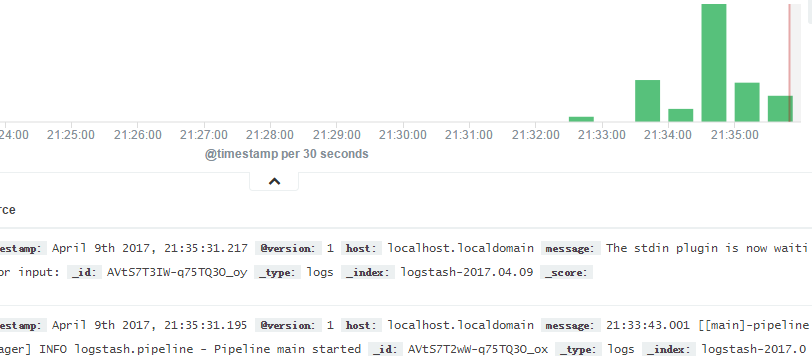 24:00 21:25:00 21:26:00 21:27:00 21:28:00 21:29:00 21:30:00 21:31:00 21:32:00 21:33:00 21:34:00 21:35:00
@timestamp per 30 seconds
rce
estamp: April 9th 2017, 21:35:31.217 @version: 1 host: localhost.localdomain message: The stdin plugin is now waiti
or input: _id: AVtS7T3IW-q75TQ3O_oy _type: logs _index: logstash-2017.04.09 _score:
estamp: April 9th 2017, 21:35:31.195 @version: 1 host: localhost.localdomain message: 21:33:43.001 [[main]-pipeline
ager] INFO logstash.pipeline - Pipeline main started _id: AVtS7T2wW-q75TQ3O_ox _type: logs _index: logstash-2017.0